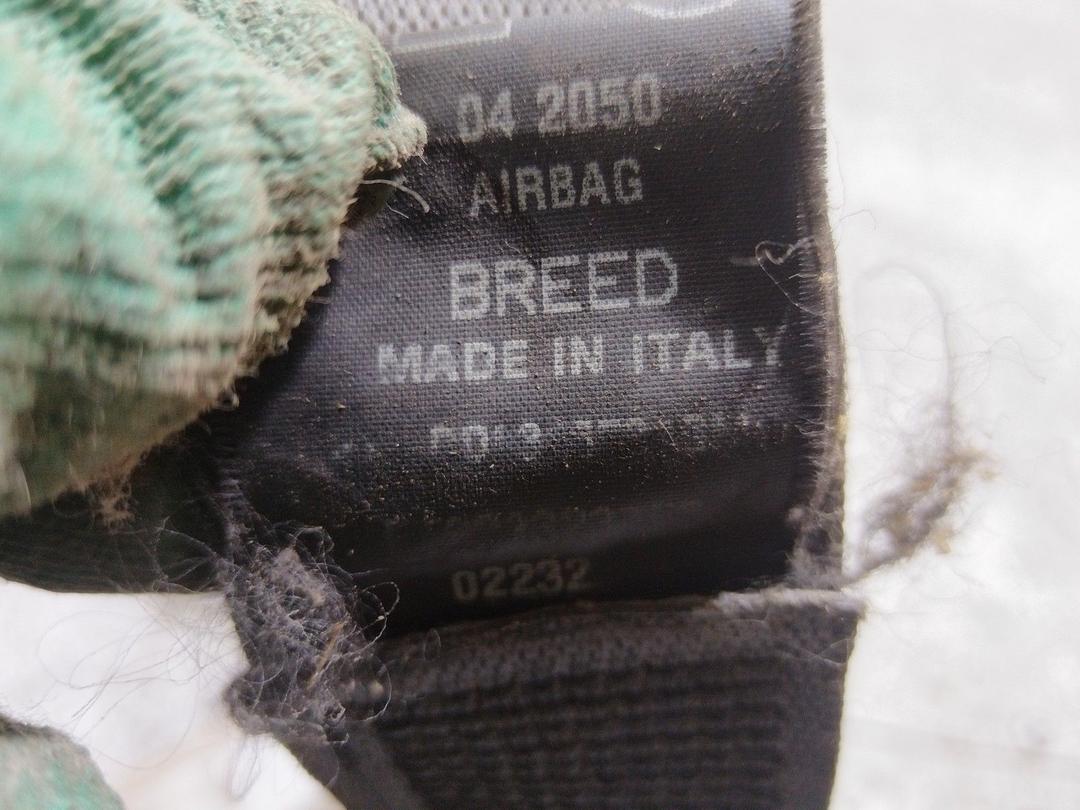 04 2050
AIRBAG
BREED
MADE IN ITALY
02232